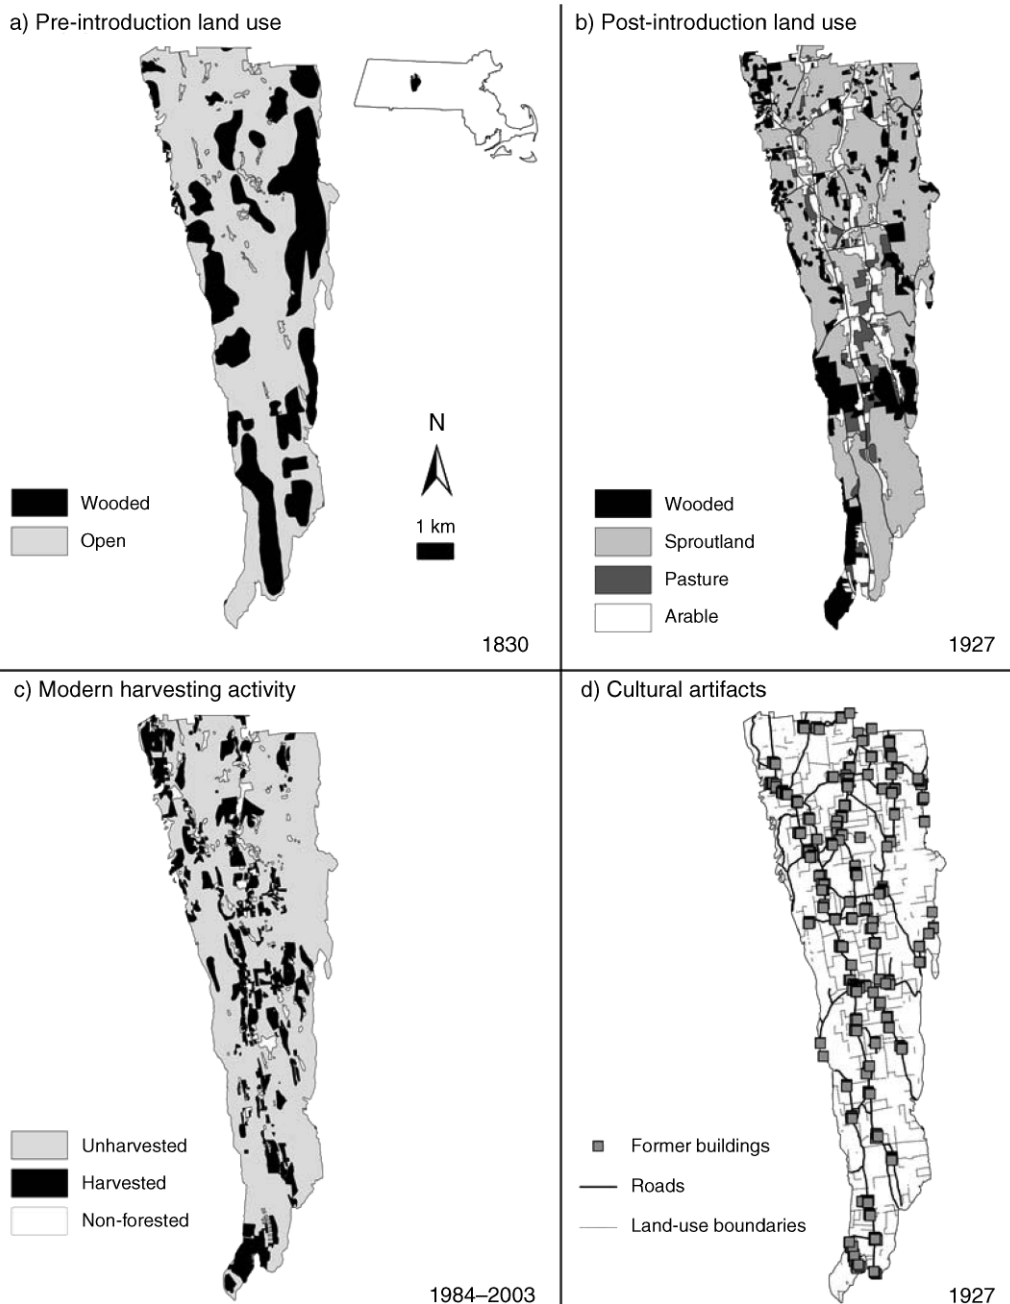 a) Pre-introduction land use
N
1 km
Wooded
Open
1830
b) Post-introduction land use
Wooded
Sproutland
Pasture
Arable
1927
c) Modern harvesting activity
Unharvested
Harvested
Non-forested
1984–2003
d) Cultural artifacts
Former buildings
Roads
Land-use boundaries
1927